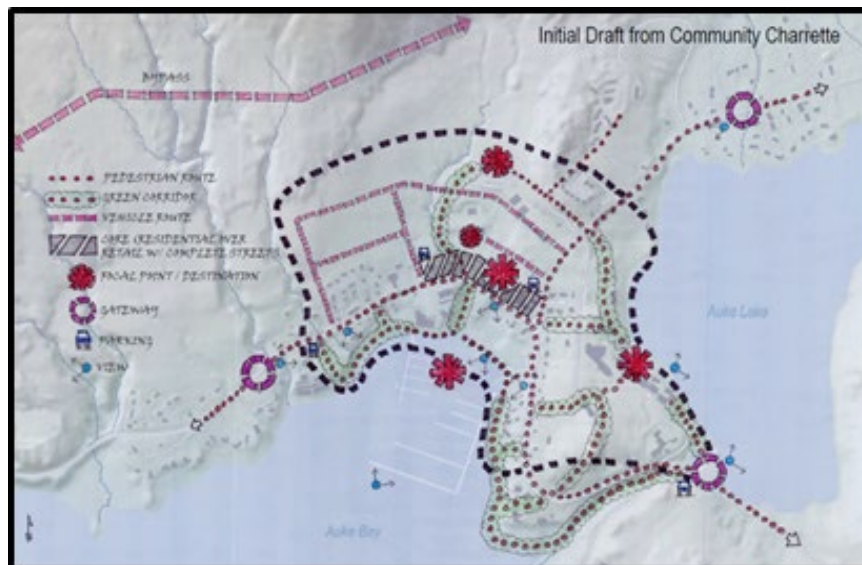 Initial Draft from Community Charrette
BYPASS
PEDESTRIAN ROUTE
GREEN CORRIDOR
VEHICLE ROUTE
CORE (RESIDENTIAL OVER
RETAIL W/ COMPLETE STREETS
FOCAL POINT / DESTINATION
GATEWAY
PARKING
VIEW
Auke Lake
Auke Bay